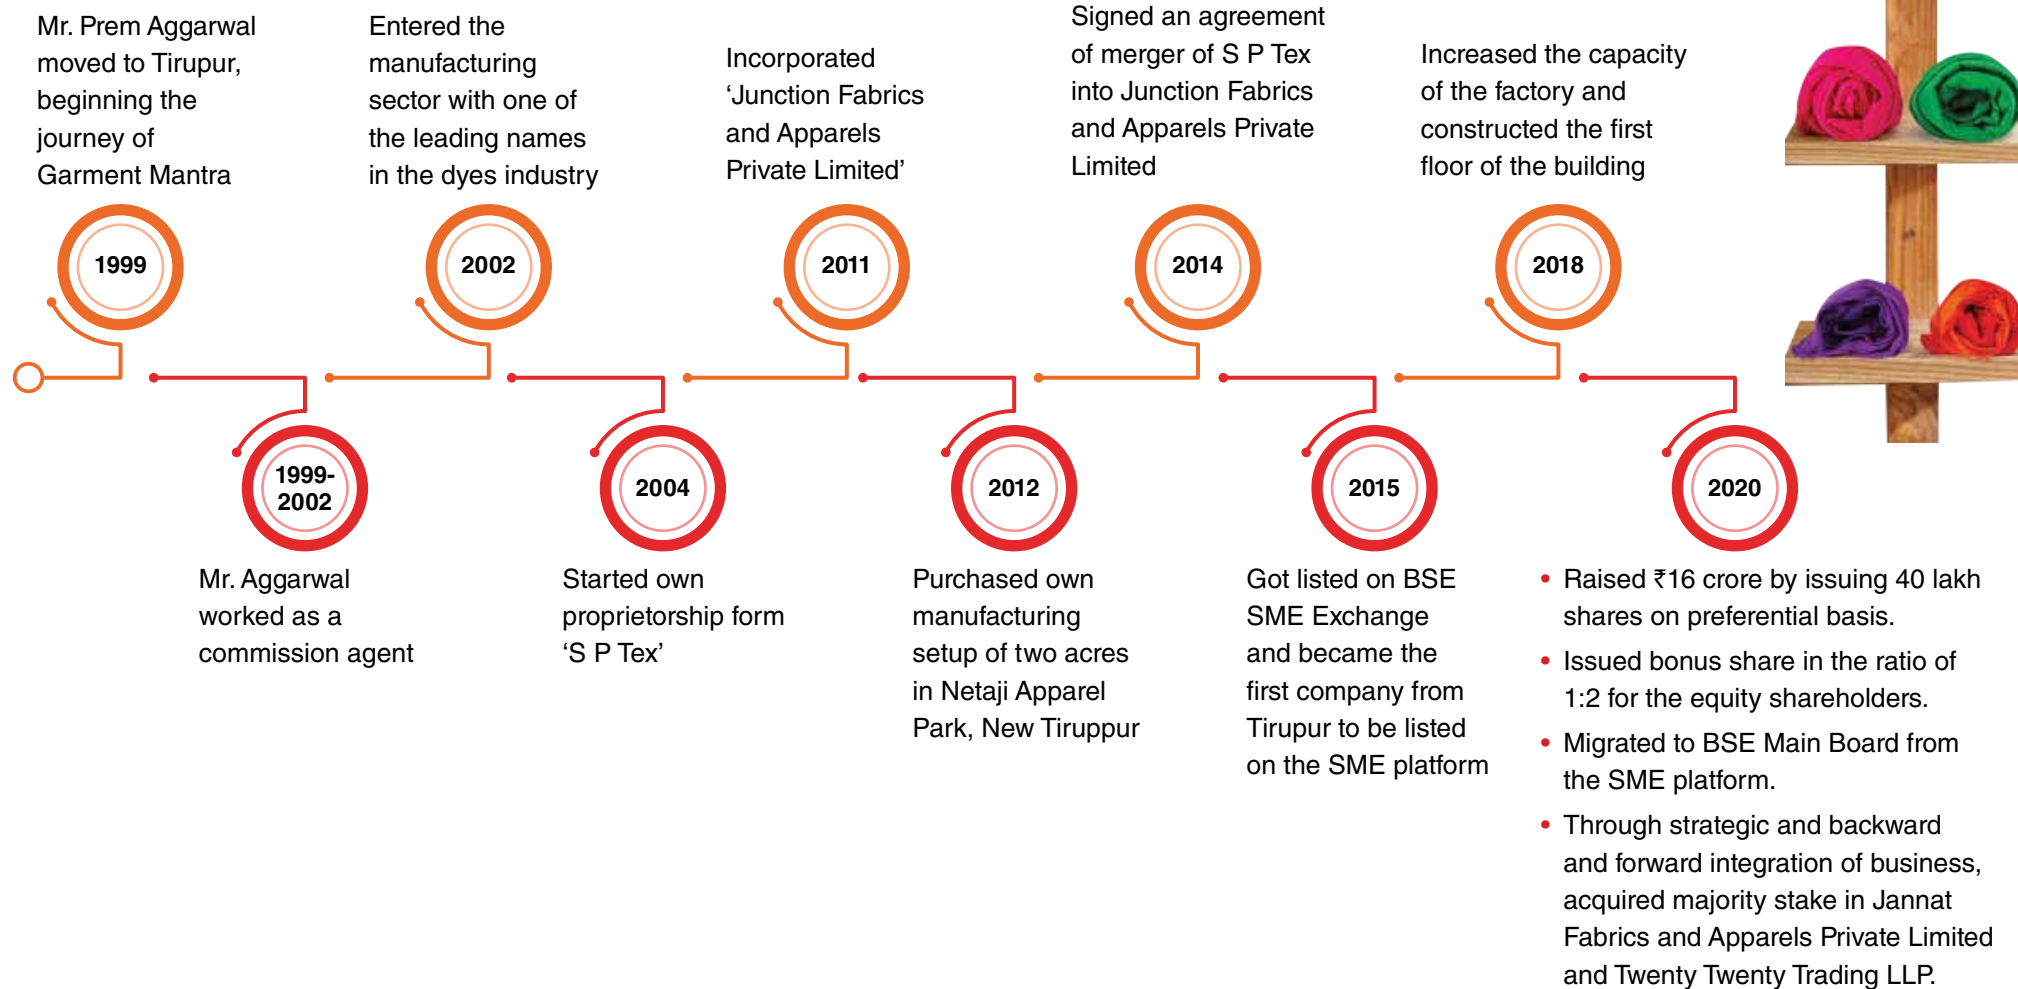 Mr. Prem Aggarwal
moved to Tirupur,
beginning the
journey of
Garment Mantra
Entered the
manufacturing
sector with one of
the leading names
in the dyes industry
Incorporated
‘Junction Fabrics
and Apparels
Private Limited’
Signed an agreement
of merger of S P Tex
into Junction Fabrics
and Apparels Private
Limited
Increased the capacity
of the factory and
constructed the first
floor of the building
1999
2002
2011
2014
2018
1999-
2002
2004
2012
2015
2020
Mr. Aggarwal
worked as a
commission agent
Started own
proprietorship form
‘S P Tex’
Purchased own
manufacturing
setup of two acres
in Netaji Apparel
Park, New Tiruppur
Got listed on BSE
SME Exchange
and became the
first company from
Tirupur to be listed
on the SME platform
• Raised ₹16 crore by issuing 40 lakh
shares on preferential basis.
• Issued bonus share in the ratio of
1:2 for the equity shareholders.
• Migrated to BSE Main Board from
the SME platform.
• Through strategic and backward
and forward integration of business,
acquired majority stake in Jannat
Fabrics and Apparels Private Limited
and Twenty Twenty Trading LLP.